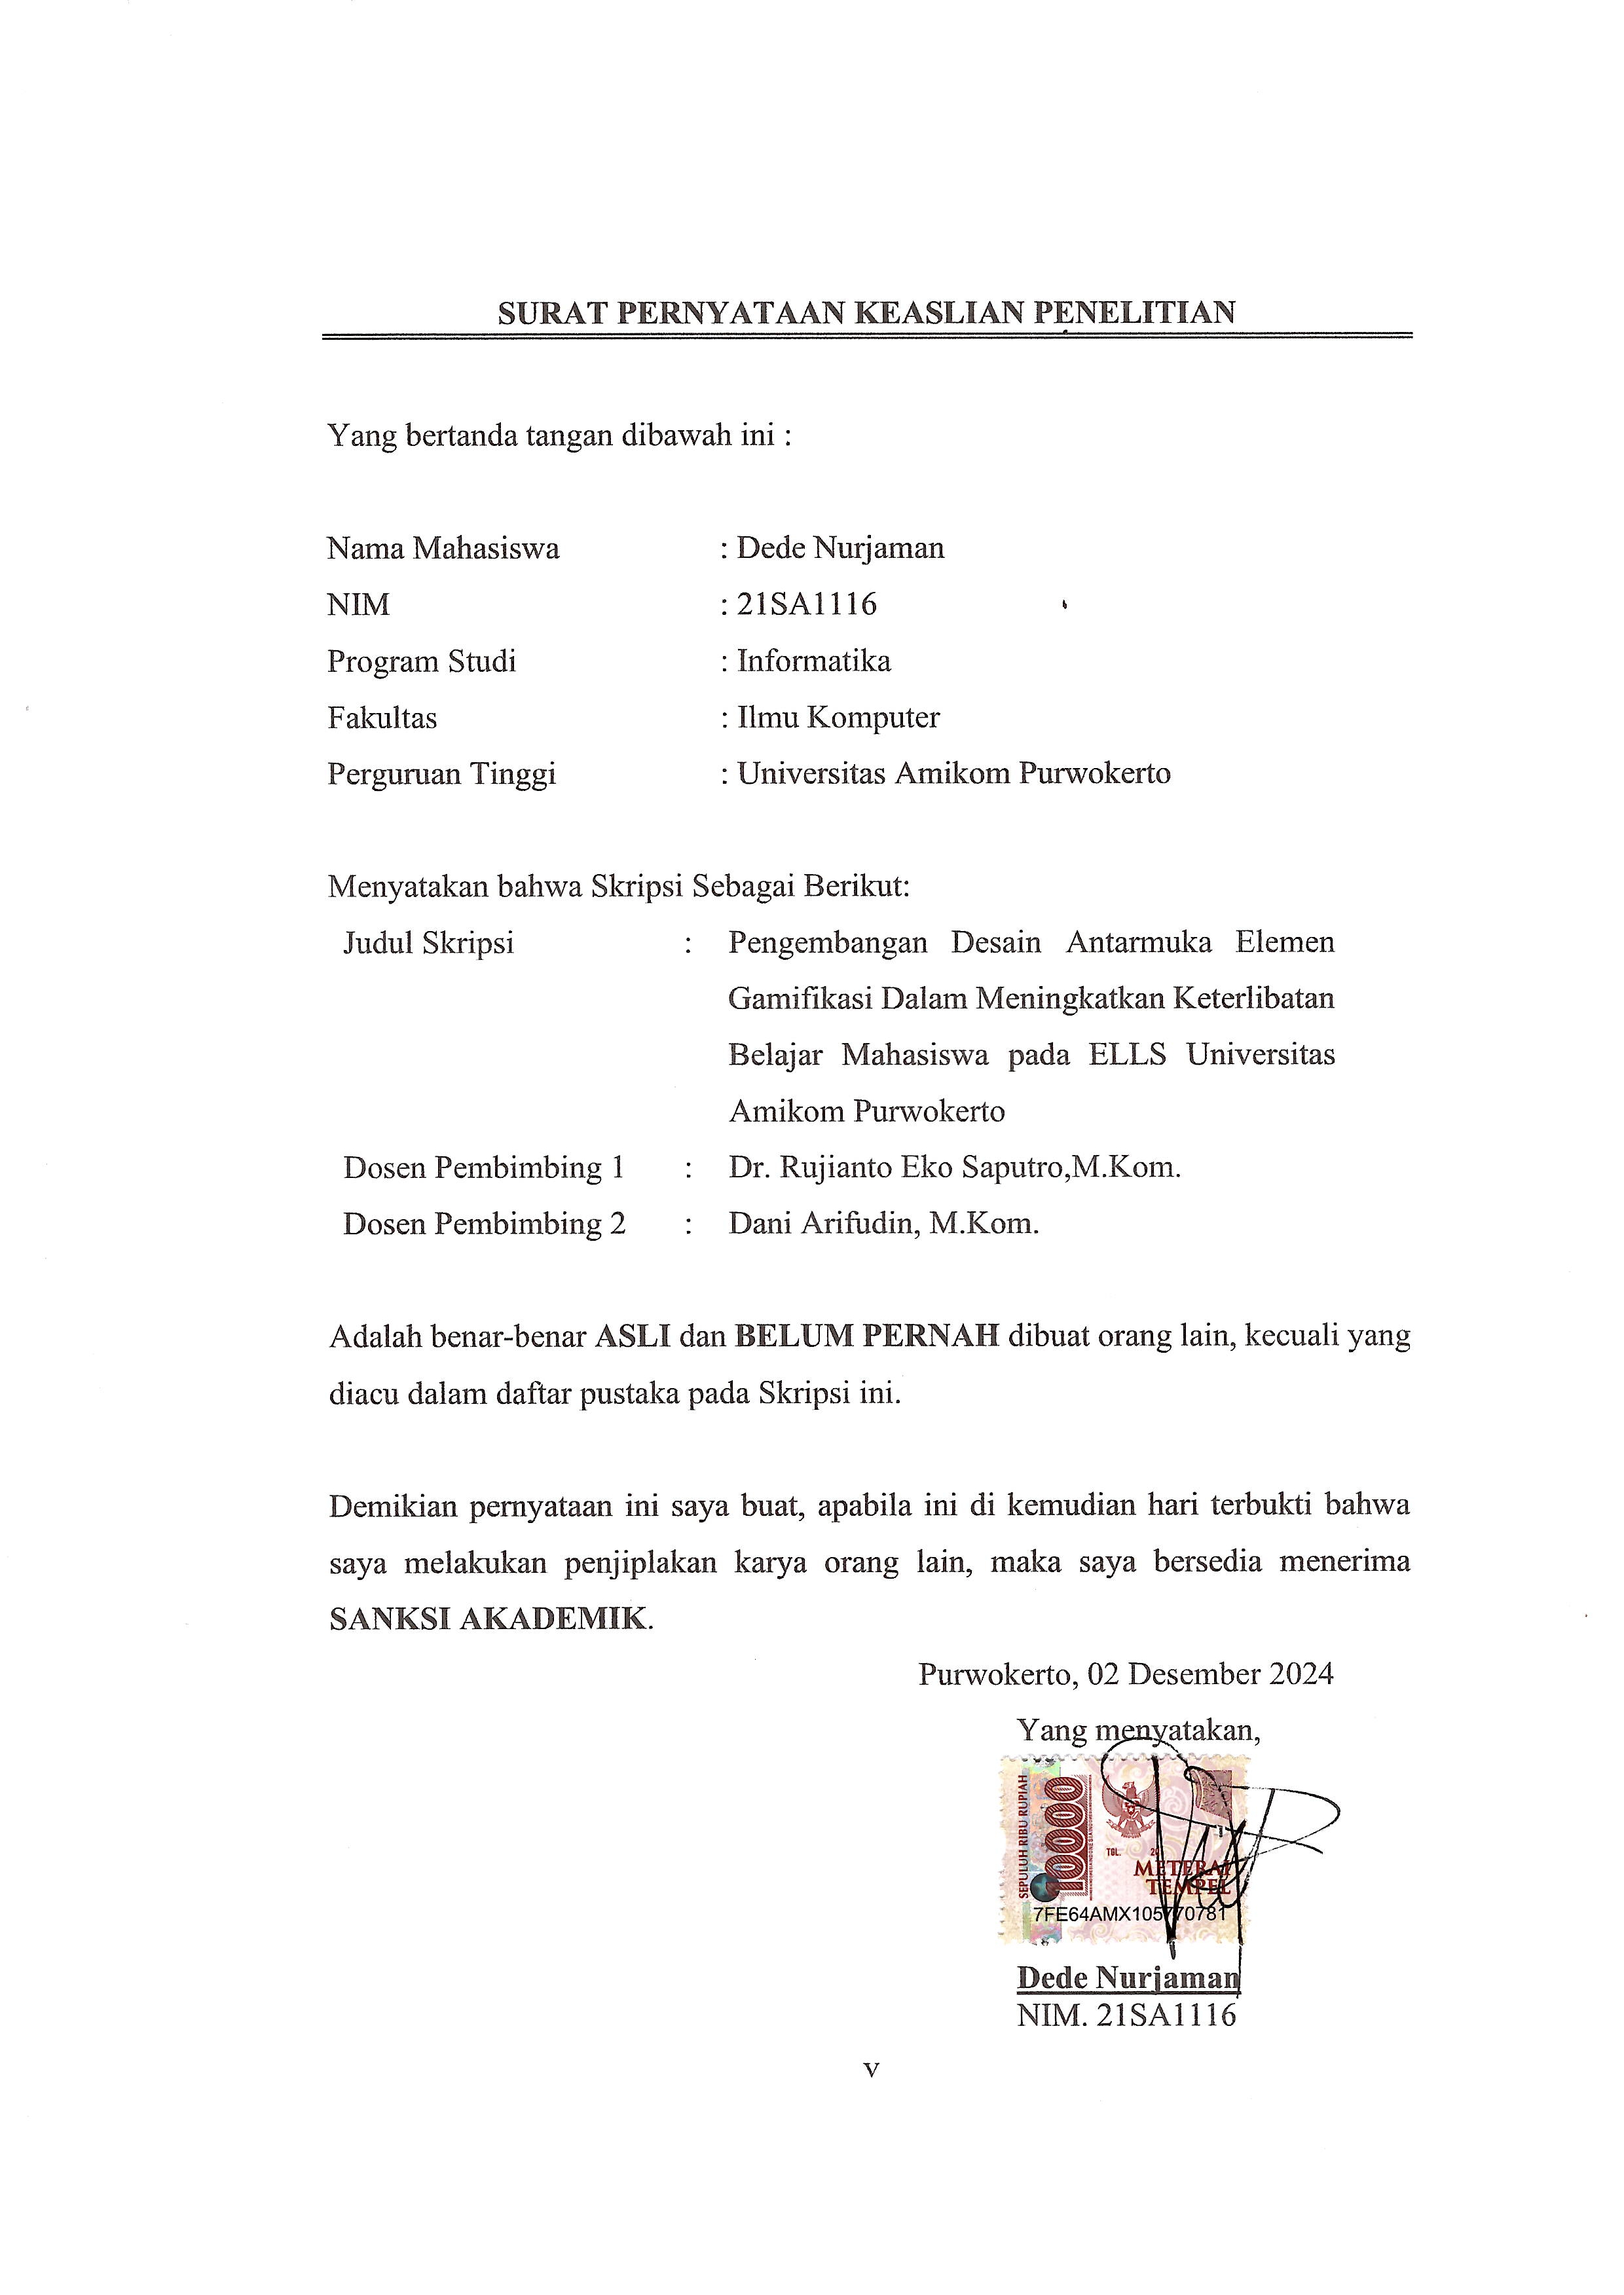 SURAT PERNYATAAN KEASLIAN PENELITIAN
Yang bertanda tangan dibawah ini :
Nama Mahasiswa : Dede Nurjaman
NIM : 21SA1116
Program Studi : Informatika
Fakultas : Ilmu Komputer
Perguruan Tinggi : Universitas Amikom Purwokerto
Menyatakan bahwa Skripsi Sebagai Berikut:
Judul Skripsi : Pengembangan Desain Antarmuka Elemen
Gamifikasi Dalam Meningkatkan Keterlibatan
Belajar Mahasiswa pada ELLS Universitas
Amikom Purwokerto
Dosen Pembimbing 1 : Dr. Rujianto Eko Saputro,M.Kom.
Dosen Pembimbing 2 : Dani Arifudin, M.Kom.
Adalah benar-benar ASLI dan BELUM PERNAH dibuat orang lain, kecuali yang
diacu dalam daftar pustaka pada Skripsi ini.
Demikian pernyataan ini saya buat, apabila ini di kemudian hari terbukti bahwa
saya melakukan penjiplakan karya orang lain, maka saya bersedia menerima
SANKSI AKADEMIK.
Purwokerto, 02 Desember 2024
Yang menyatakan,
SEPULUH RIBU RUPIAH
10000
TGL. 20
METERAI
TEMPEL
7FE64AMX105770781
Dede Nurjaman
NIM. 21SA1116
v